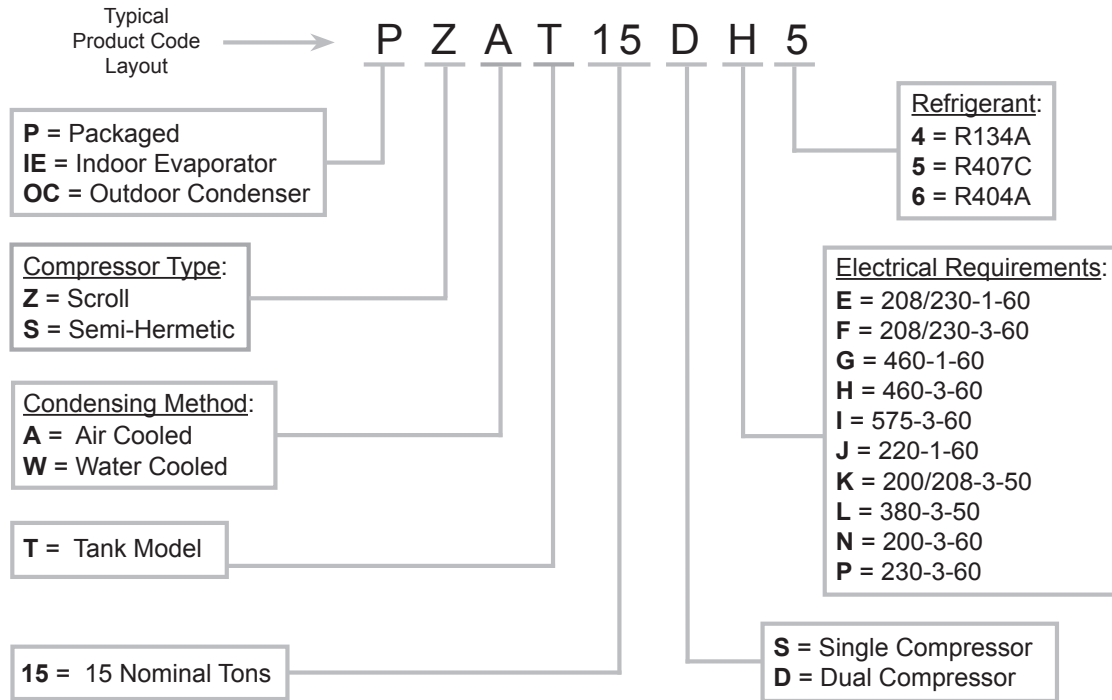 Typical
Product Code
Layout
P Z A T 15 D H 5
P = Packaged
IE = Indoor Evaporator
OC = Outdoor Condenser
Compressor Type:
Z = Scroll
S = Semi-Hermetic
Condensing Method:
A = Air Cooled
W = Water Cooled
T = Tank Model
15 = 15 Nominal Tons
Refrigerant:
4 = R134A
5 = R407C
6 = R404A
Electrical Requirements:
E = 208/230-1-60
F = 208/230-3-60
G = 460-1-60
H = 460-3-60
I = 575-3-60
J = 220-1-60
K = 200/208-3-50
L = 380-3-50
N = 200-3-60
P = 230-3-60
S = Single Compressor
D = Dual Compressor